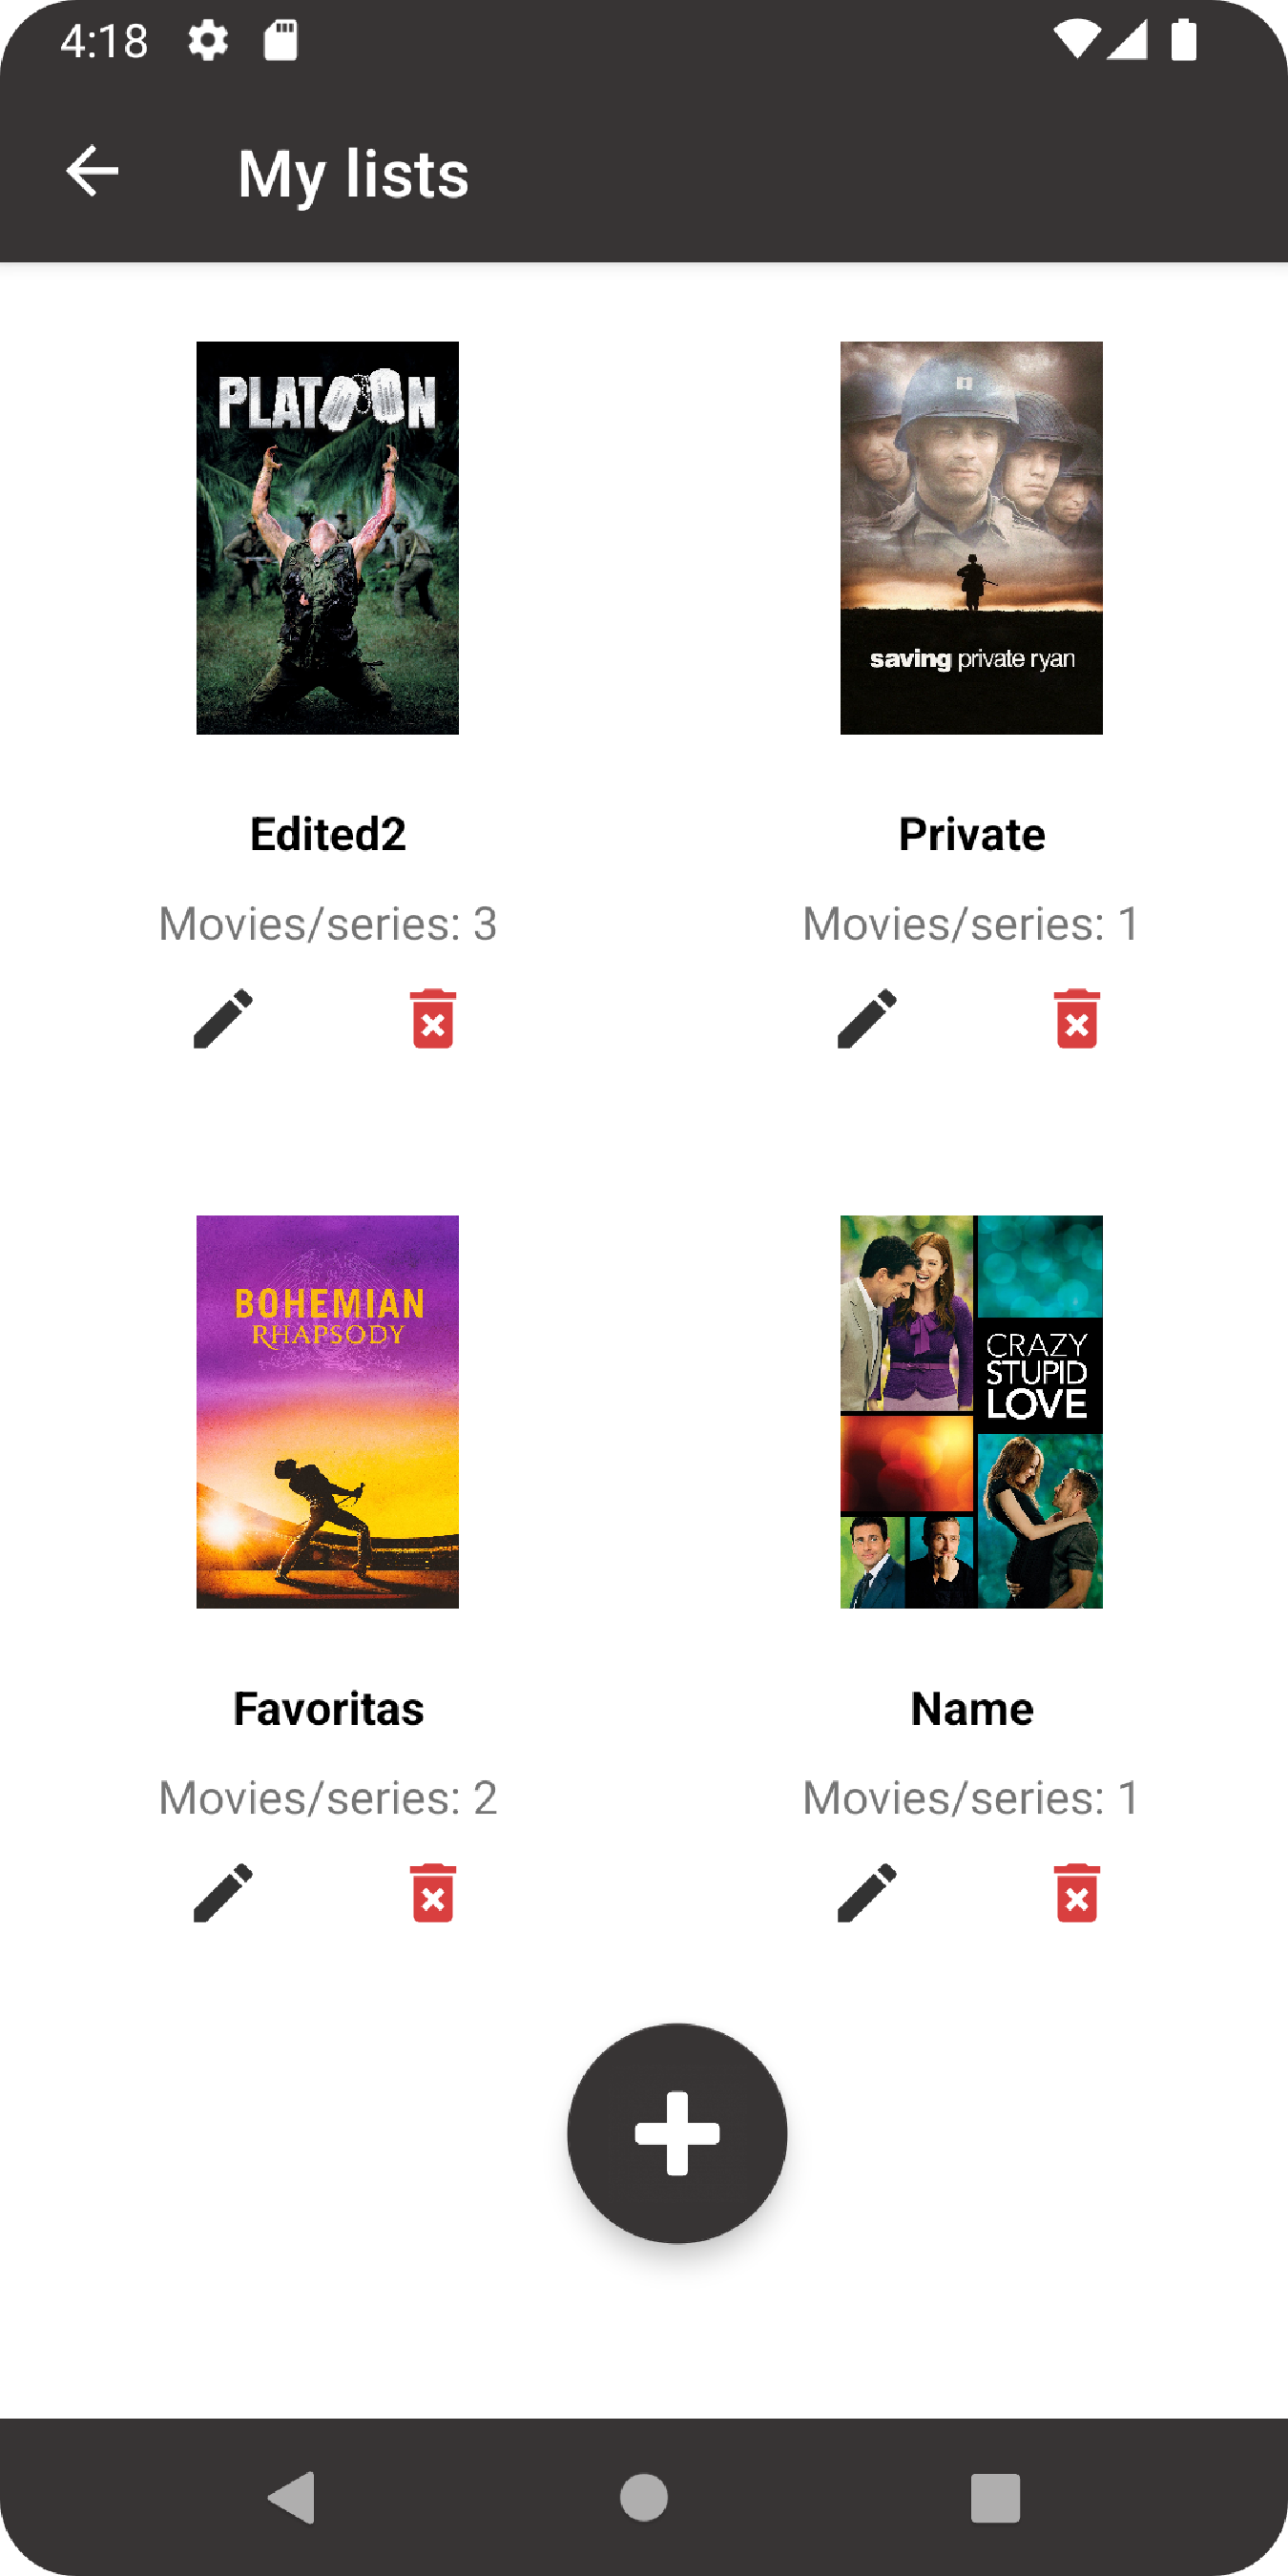 4:18
My lists
PLATOON
saving private ryan
Edited2
Private
Movies/series: 3
Movies/series: 1
BOHEMIAN
RHAPSODY
CRAZY
STUPID
LOVE
Favoritas
Name
Movies/series: 2
Movies/series: 1